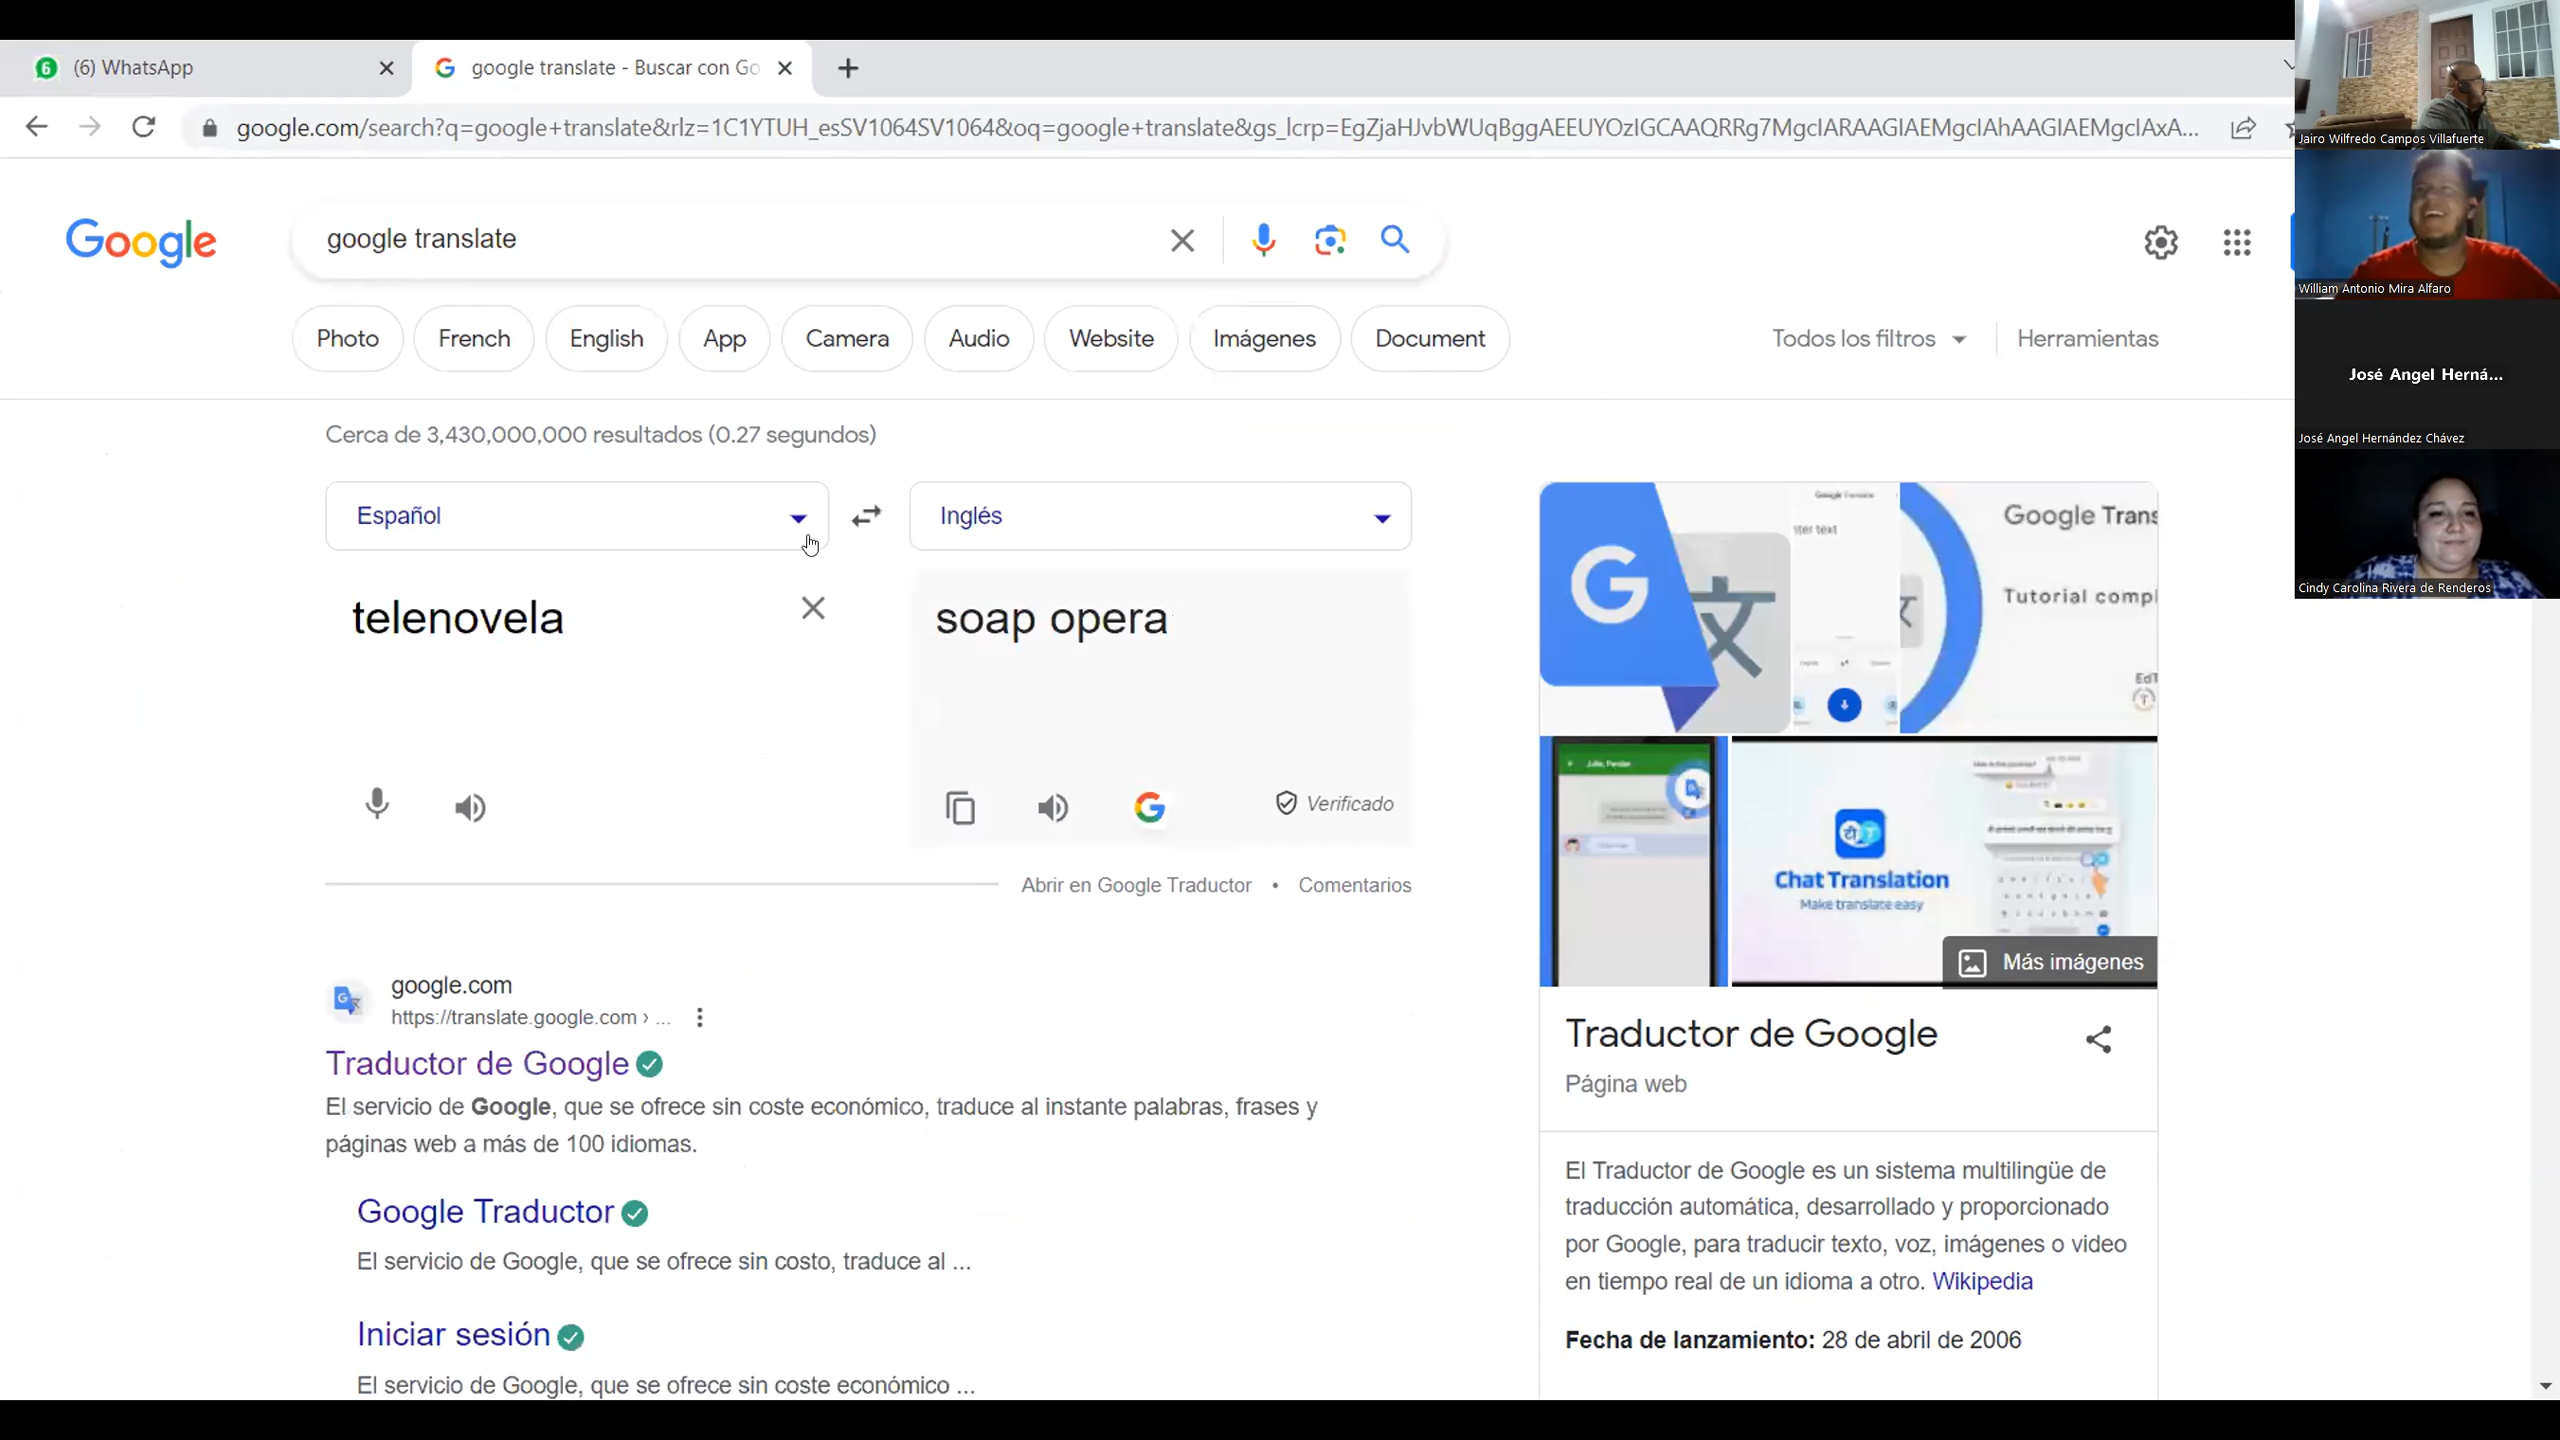 (6) WhatsApp
google translate - Buscar con Go
google.com/search?q=google+translate&rlz=1C1YTUH_esSV1064SV1064&oq=google+translate&gs_lcrp=EgZjaHJvbWUqBggAEEUYOzIGCAAQRRg7MgcIARAAGIAEMgcIAhAAGIAEMgcIAxA...
Google
google translate
Photo
French
English
App
Camera
Audio
Website
Imágenes
Document
Todos los filtros
Herramientas
Cerca de 3,430,000,000 resultados (0.27 segundos)
Español
Inglés
telenovela
soap opera
Verificado
Abrir en Google Traductor • Comentarios
google.com
https://translate.google.com › ...
Traductor de Google
El servicio de Google, que se ofrece sin coste económico, traduce al instante palabras, frases y
páginas web a más de 100 idiomas.
Google Traductor
El servicio de Google, que se ofrece sin costo, traduce al ...
Iniciar sesión
El servicio de Google, que se ofrece sin coste económico ...
Google Trans
Tutorial compl
Chat Translation
Make translate easy
Más imágenes
Traductor de Google
Página web
El Traductor de Google es un sistema multilingüe de
traducción automática, desarrollado y proporcionado
por Google, para traducir texto, voz, imágenes o video
en tiempo real de un idioma a otro. Wikipedia
Fecha de lanzamiento: 28 de abril de 2006
Jairo Wilfredo Campos Villafuerte
William Antonio Mira Alfaro
José Angel Herná...
José Angel Hernández Chávez
Cindy Carolina Rivera de Renderos